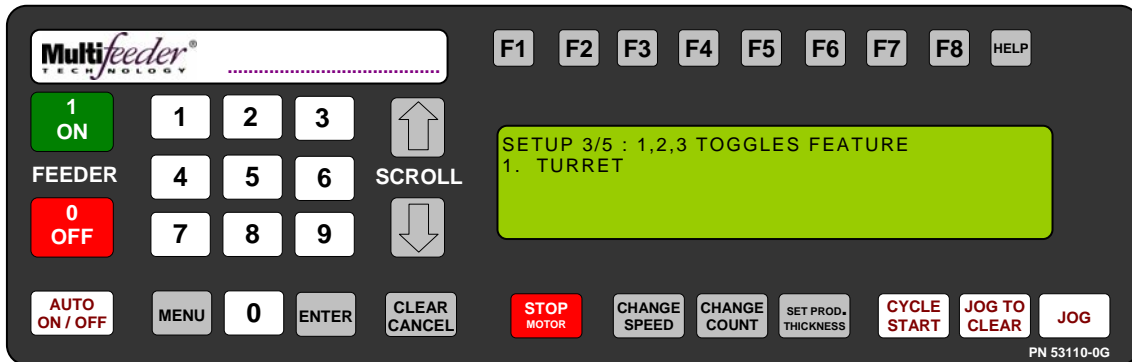 Multifeeder®
TECHNOLOGY
F1 F2 F3 F4 F5 F6 F7 F8 HELP
1
ON
FEEDER
0
OFF
1 2 3
4 5 6
7 8 9
SCROLL
SETUP 3/5 : 1,2,3 TOGGLES FEATURE
1. TURRET
AUTO
ON / OFF
MENU
0
ENTER
CLEAR
CANCEL
STOP
MOTOR
CHANGE
SPEED
CHANGE
COUNT
SET PROD.
THICKNESS
CYCLE
START
JOG TO
CLEAR
JOG
PN 53110-0G